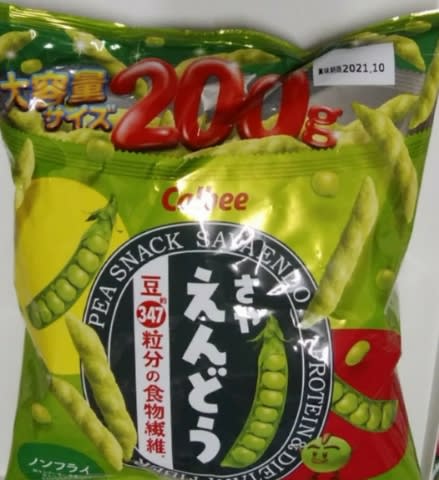 大容量
サイズ
200g
賞味期限2021.10
Calbee
PEA SNACK SAYAENDO
PROTEIN & DIETARY FIBER
さや
えんどう
豆約347粒分の食物繊維。
ノンフライ